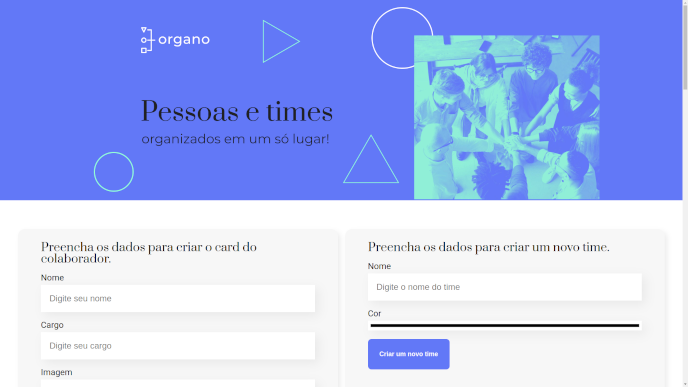 organo
Pessoas e times
organizados em um só lugar!
Preencha os dados para criar o card do
colaborador.
Nome
Digite seu nome
Cargo
Digite seu cargo
Imagem
Preencha os dados para criar um novo time.
Nome
Digite o nome do time
Cor
Criar um novo time